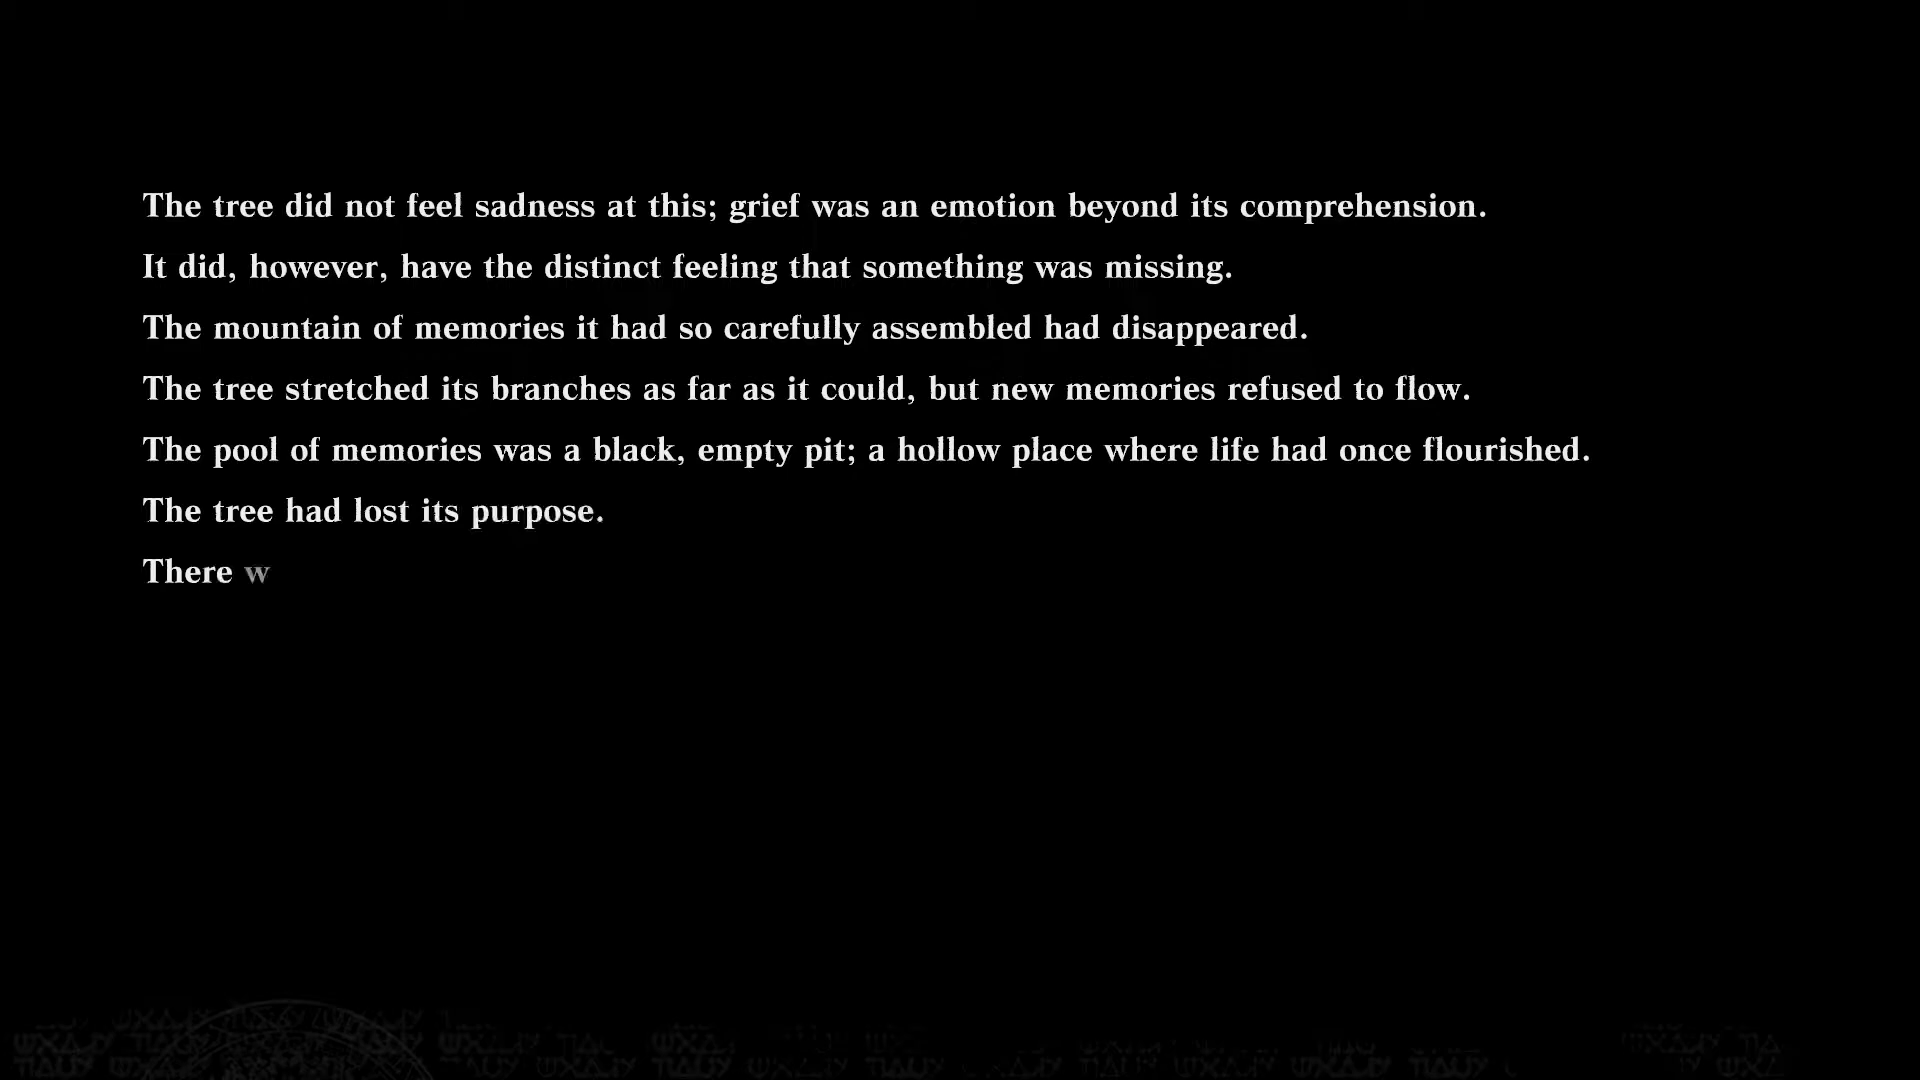 The tree did not feel sadness at this; grief was an emotion beyond its comprehension.
It did, however, have the distinct feeling that something was missing.
The mountain of memories it had so carefully assembled had disappeared.
The tree stretched its branches as far as it could, but new memories refused to flow.
The pool of memories was a black, empty pit; a hollow place where life had once flourished.
The tree had lost its purpose.
There w